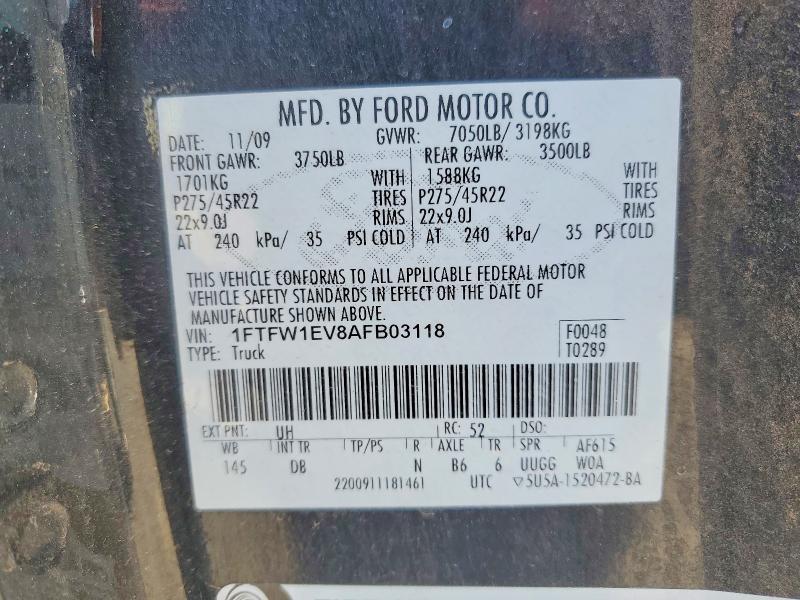 MFD. BY FORD MOTOR CO.
DATE: 11/09 GVWR: 7050LB/ 3198KG
FRONT GAWR: 3750LB REAR GAWR: 3500LB
1701KG WITH 1588KG WITH
P275/45R22 TIRES P275/45R22 TIRES
22x9.0J RIMS 22x9.0J RIMS
AT 240 kPa/ 35 PSI COLD AT 240 kPa/ 35 PSI COLD
THIS VEHICLE CONFORMS TO ALL APPLICABLE FEDERAL MOTOR
VEHICLE SAFETY STANDARDS IN EFFECT ON THE DATE OF
MANUFACTURE SHOWN ABOVE.
VIN: 1FTFW1EV8AFB03118 F0048
TYPE: Truck T0289
EXT PNT: UH RC: 52 DSO:
WB INT TR TP/PS R AXLE TR SPR AF615
145 DB N B6 6 UUGG WOA
2200911181461 UTC ▽5U5A-1520472-BA